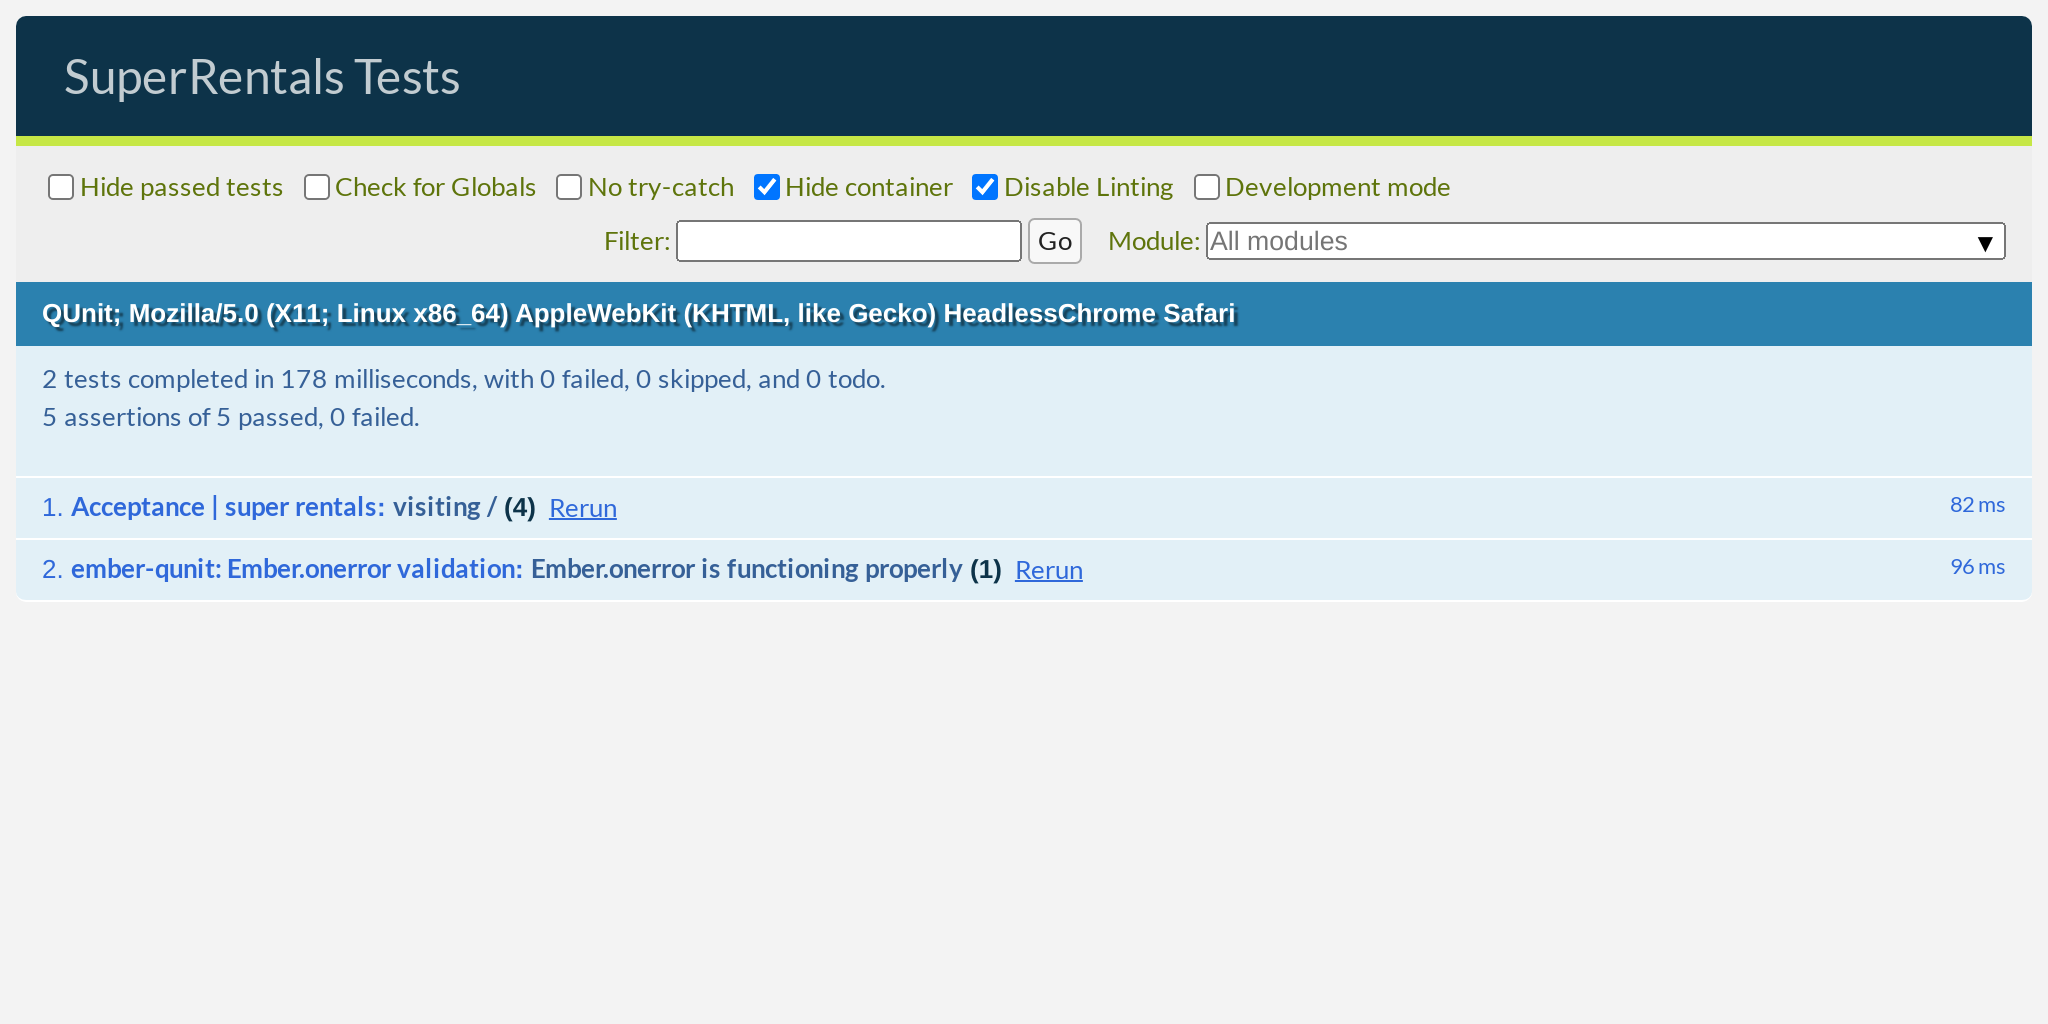 SuperRentals Tests
Hide passed tests Check for Globals No try-catch Hide container Disable Linting Development mode
Filter: Go Module: All modules ▼
QUnit; Mozilla/5.0 (X11; Linux x86_64) AppleWebKit (KHTML, like Gecko) HeadlessChrome Safari
2 tests completed in 178 milliseconds, with 0 failed, 0 skipped, and 0 todo.
5 assertions of 5 passed, 0 failed.
1. Acceptance | super rentals: visiting / (4) Rerun 82 ms
2. ember-qunit: Ember.onerror validation: Ember.onerror is functioning properly (1) Rerun 96 ms